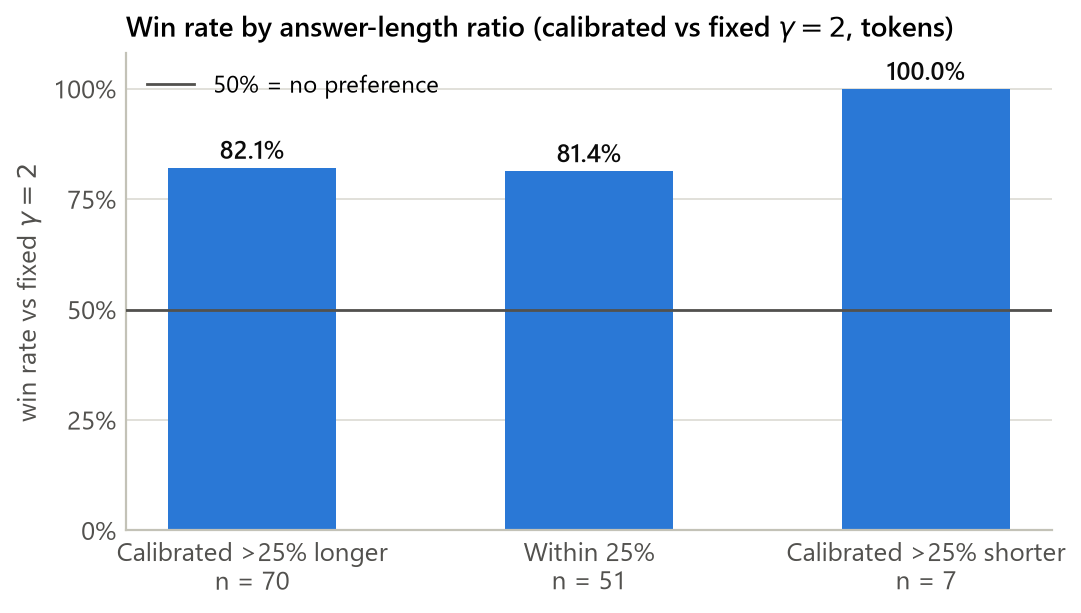 Win rate by answer-length ratio (calibrated vs fixed γ = 2, tokens)
50% = no preference
win rate vs fixed γ = 2
100%
75%
50%
25%
0%
82.1%
81.4%
100.0%
Calibrated >25% longer
n = 70
Within 25%
n = 51
Calibrated >25% shorter
n = 7